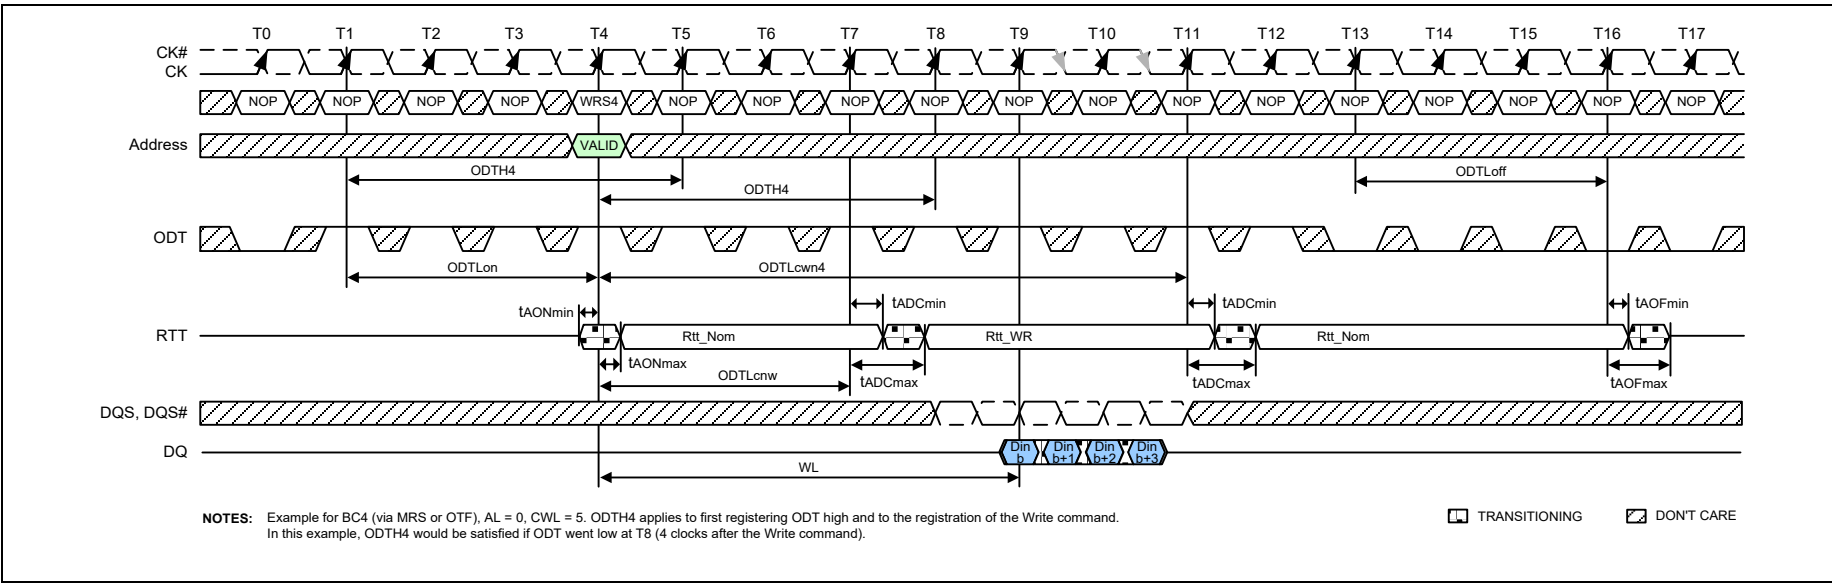 T0 T1 T2 T3 T4 T5 T6 T7 T8 T9 T10 T11 T12 T13 T14 T15 T16 T17
CK#
CK
NOP NOP NOP NOP WRS4 NOP NOP NOP NOP NOP NOP NOP NOP NOP NOP NOP NOP NOP
Address VALID
ODTH4 ODTLoff
ODTH4
ODT
ODTLon ODTLcwn4
tAONmin tADCmin tADCmin tAOFmin
RTT Rtt_Nom Rtt_WR Rtt_Nom
tAONmax
ODTLcnw tADCmax tADCmax tAOFmax
DQS, DQS#
DQ Din b Din b+1 Din b+2 Din b+3
WL
NOTES: Example for BC4 (via MRS or OTF), AL = 0, CWL = 5. ODTH4 applies to first registering ODT high and to the registration of the Write command.
In this example, ODTH4 would be satisfied if ODT went low at T8 (4 clocks after the Write command).
TRANSITIONING DON'T CARE